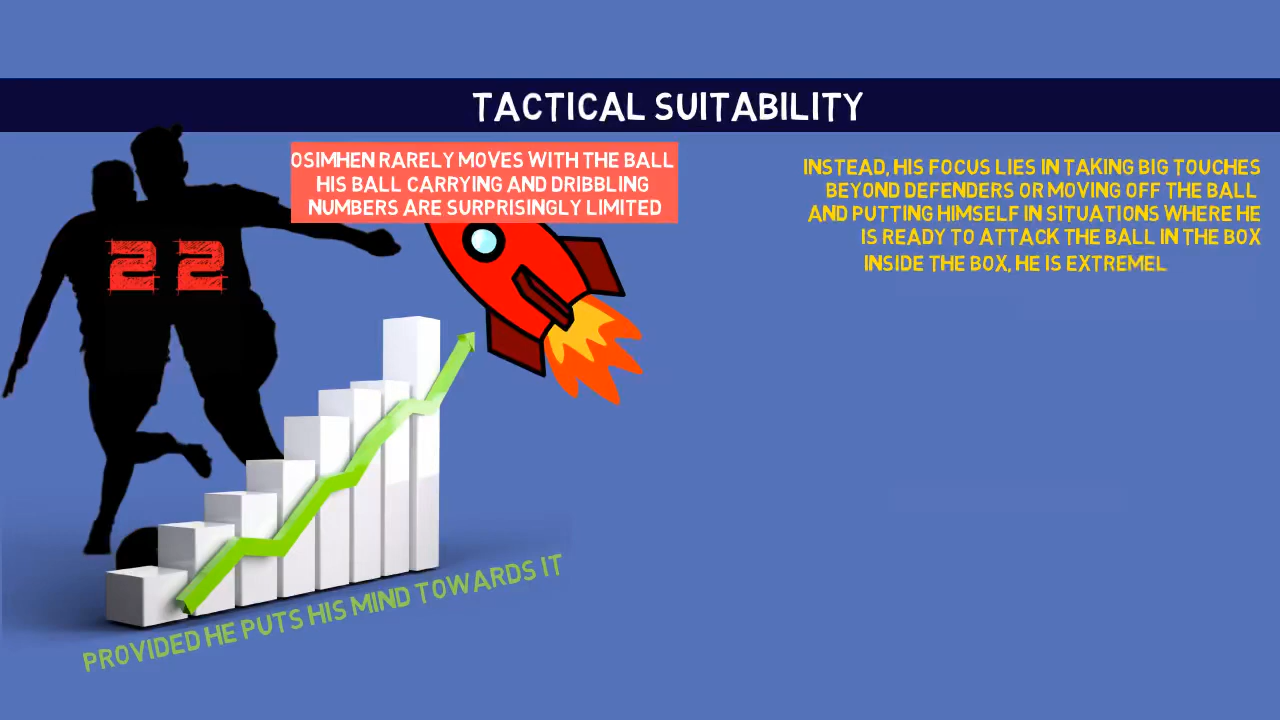 TACTICAL SUITABILITY
OSIMHEN RARELY MOVES WITH THE BALL
HIS BALL CARRYING AND DRIBBLING
NUMBERS ARE SURPRISINGLY LIMITED
INSTEAD, HIS FOCUS LIES IN TAKING BIG TOUCHES
BEYOND DEFENDERS OR MOVING OFF THE BALL
AND PUTTING HIMSELF IN SITUATIONS WHERE HE
IS READY TO ATTACK THE BALL IN THE BOX
INSIDE THE BOX, HE IS EXTREMEL
22
PROVIDED HE PUTS HIS MIND TOWARDS IT